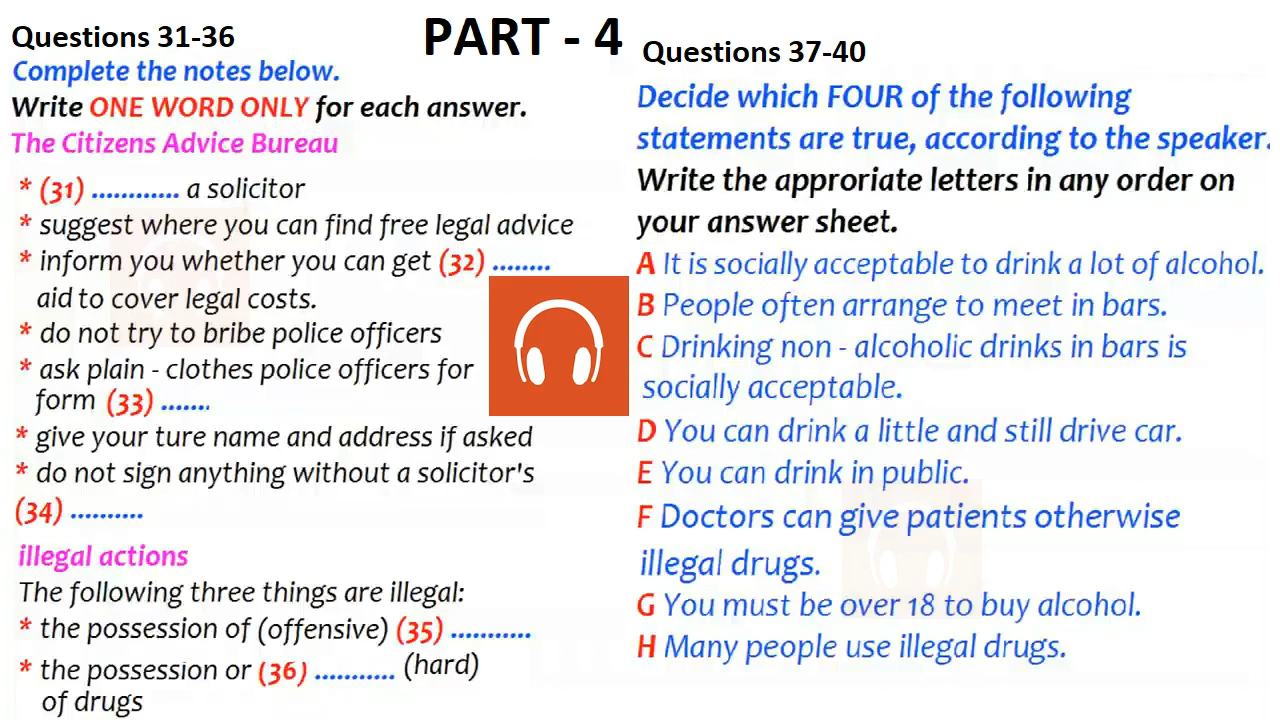 Questions 31-36
PART - 4
Complete the notes below.
Write ONE WORD ONLY for each answer.
The Citizens Advice Bureau
* (31) ............ a solicitor
* suggest where you can find free legal advice
* inform you whether you can get (32) ........
aid to cover legal costs.
* do not try to bribe police officers
* ask plain - clothes police officers for
form (33) .......
* give your ture name and address if asked
* do not sign anything without a solicitor's
(34) ..........
illegal actions
The following three things are illegal:
* the possession of (offensive) (35) ...........
* the possession or (36) ........... (hard)
of drugs
Questions 37-40
Decide which FOUR of the following
statements are true, according to the speaker.
Write the approriate letters in any order on
your answer sheet.
A It is socially acceptable to drink a lot of alcohol.
B People often arrange to meet in bars.
C Drinking non - alcoholic drinks in bars is
socially acceptable.
D You can drink a little and still drive car.
E You can drink in public.
F Doctors can give patients otherwise
illegal drugs.
G You must be over 18 to buy alcohol.
H Many people use illegal drugs.